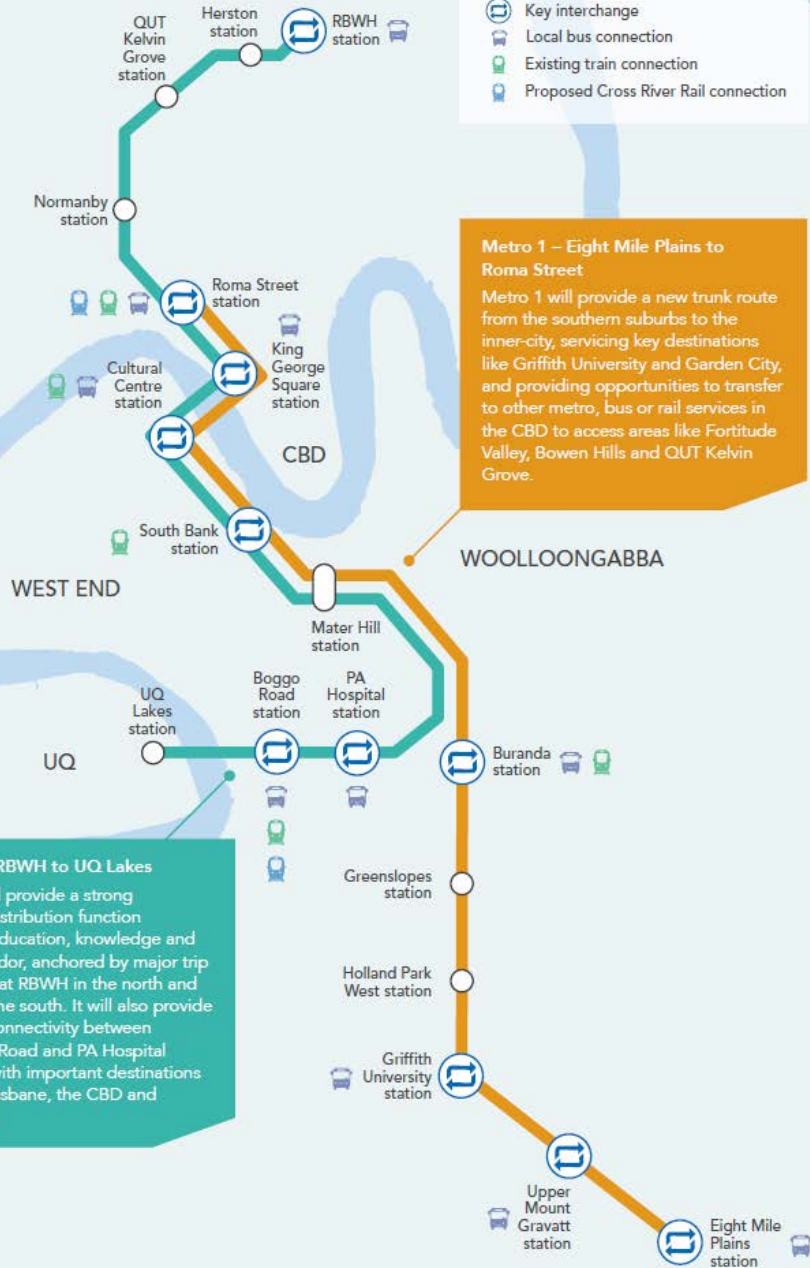 Key interchange
Local bus connection
Existing train connection
Proposed Cross River Rail connection
Herston
station
RBWH
station
QUT
Kelvin
Grove
station
Normanby
station
Roma Street
station
King
George
Square
station
Cultural
Centre
station
CBD
South Bank
station
Metro 1 – Eight Mile Plains to
Roma Street
Metro 1 will provide a new trunk route
from the southern suburbs to the
inner-city, servicing key destinations
like Griffith University and Garden City,
and providing opportunities to transfer
to other metro, bus or rail services in
the CBD to access areas like Fortitude
Valley, Bowen Hills and QUT Kelvin
Grove.
WOOLLOONGABBA
WEST END
Mater Hill
station
UQ
Lakes
station
Boggo
Road
station
PA
Hospital
station
UQ
Buranda
station
RBWH to UQ Lakes
provide a strong
function
education, knowledge and
anchored by major trip
at RBWH in the north and
south. It will also provide
connectivity between
Road and PA Hospital
with important destinations
the CBD and
Greenslopes
station
Holland Park
West station
Griffith
University
station
Upper
Mount
Gravatt
station
Eight Mile
Plains
station